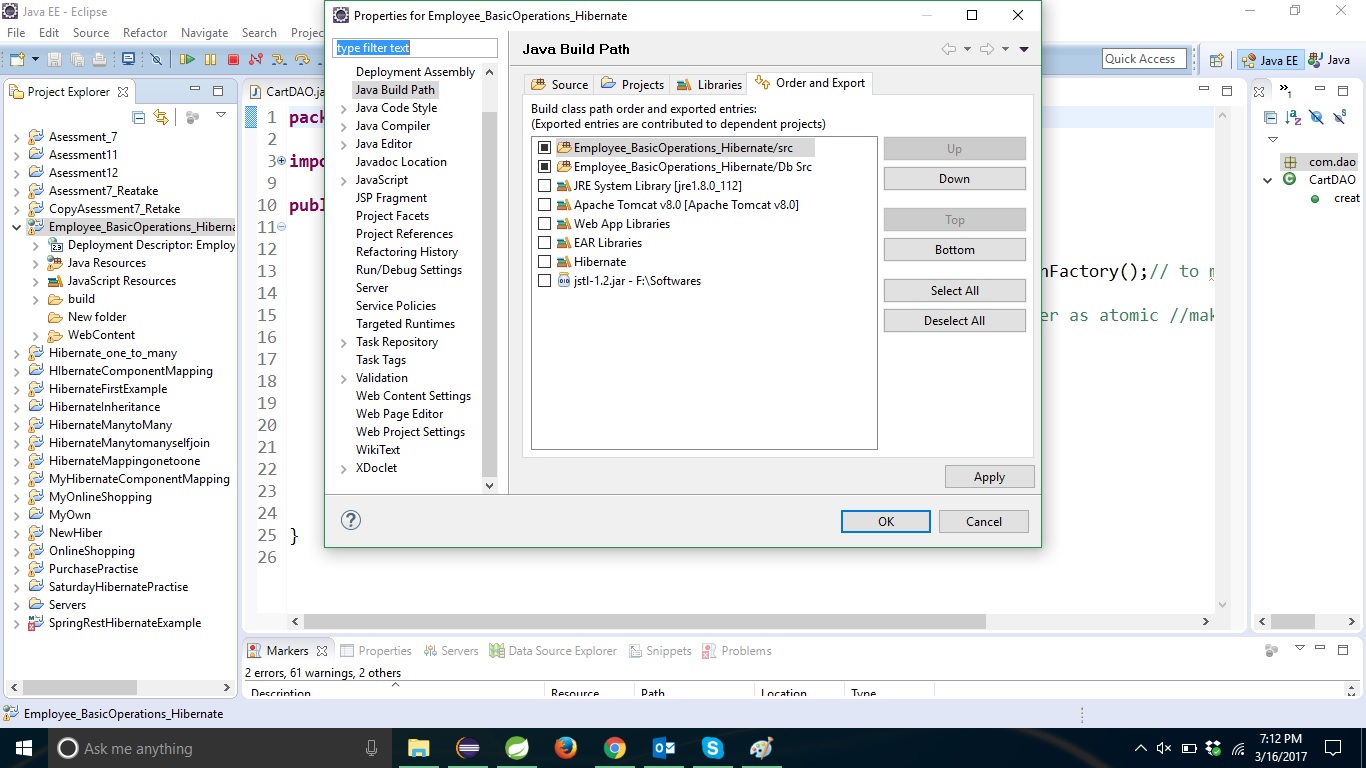 Java EE - Eclipse
File Edit Source Refactor Navigate Search Projec
Quick Access
Java EE
Java
Project Explorer
Asessment_7
Asessment11
Asessment12
Asessment7_Reatake
CopyAsessment7_Retake
Employee_BasicOperations_Hiberna
Deployment Descriptor: Employ
Java Resources
JavaScript Resources
build
New folder
WebContent
Hibernate_one_to_many
HIbernateComponentMapping
HibernateFirstExample
HibernateInheritance
HibernateManytoMany
HibernateManytomanyselfjoin
HibernateMappingonetoone
MyHibernateComponentMapping
MyOnlineShopping
MyOwn
NewHiber
OnlineShopping
PurchasePractise
SaturdayHibernatePractise
Servers
SpringRestHibernateExample
CartDAO.ja
1 pack
2
3 impo
9
10 publ
11
12
13 nFactory();// to m
14
15 er as atomic //mak
16
17
18
19
20
21
22
23
24
25 }
26
Properties for Employee_BasicOperations_Hibernate
type filter text
Deployment Assembly
Java Build Path
Java Code Style
Java Compiler
Java Editor
Javadoc Location
JavaScript
JSP Fragment
Project Facets
Project References
Refactoring History
Run/Debug Settings
Server
Service Policies
Targeted Runtimes
Task Repository
Task Tags
Validation
Web Content Settings
Web Page Editor
Web Project Settings
WikiText
XDoclet
Java Build Path
Source Projects Libraries Order and Export
Build class path order and exported entries:
(Exported entries are contributed to dependent projects)
Employee_BasicOperations_Hibernate/src
Employee_BasicOperations_Hibernate/Db Src
JRE System Library [jre1.8.0_112]
Apache Tomcat v8.0 [Apache Tomcat v8.0]
Web App Libraries
EAR Libraries
Hibernate
jstl-1.2.jar - F:\Softwares
Up
Down
Top
Bottom
Select All
Deselect All
Apply
OK
Cancel
com.dao
CartDAO
creat
Markers Properties Servers Data Source Explorer Snippets Problems
2 errors, 61 warnings, 2 others
Description Resource Path Location Type
Employee_BasicOperations_Hibernate
Ask me anything
7:12 PM
3/16/2017